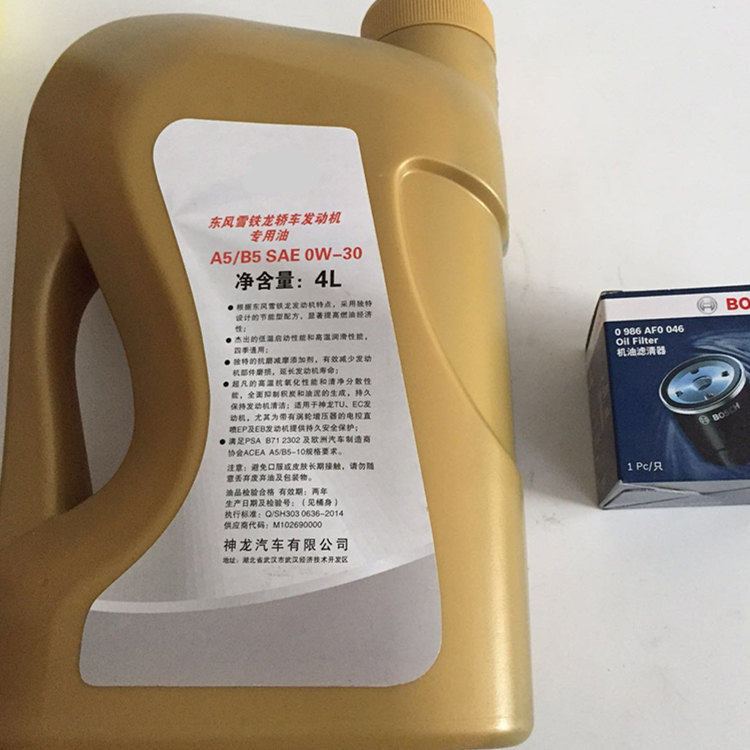 东风雪铁龙轿车发动机
专用油
A5/B5 SAE 0W-30
净含量：4L
●根据东风雪铁龙发动机特点，采用独特
设计的节能型配方，显著提高燃油经济
性；
●杰出的低温启动性能和高温润滑性能，
四季通用；
●独特的抗磨减摩添加剂，有效减少发动
机部件磨损，延长发动机寿命；
●超凡的高温抗氧化性能和清净分散性
能，全面抑制积炭和油泥的生成，持久
保持发动机清洁；适用于神龙TU、EC发
动机，尤其为带有涡轮增压器的电控直
喷EP及EB发动机提供持久安全保护；
●满足PSA B71 2302及欧洲汽车制造商
协会ACEA A5/B5-10规格要求。
注意：避免口服或皮肤长期接触，请勿随
意丢弃废弃油及包装物。
油品检验合格 有效期：两年
生产日期及检验号：（见桶身）
执行标准：Q/SH303 0636-2014
供应商代码：M102690000
神龙汽车有限公司
地址：湖北省武汉市武汉经济技术开发区
BO
0 986 AF0 046
Oil Filter
机油滤清器
BOSCH
1 Pc/只